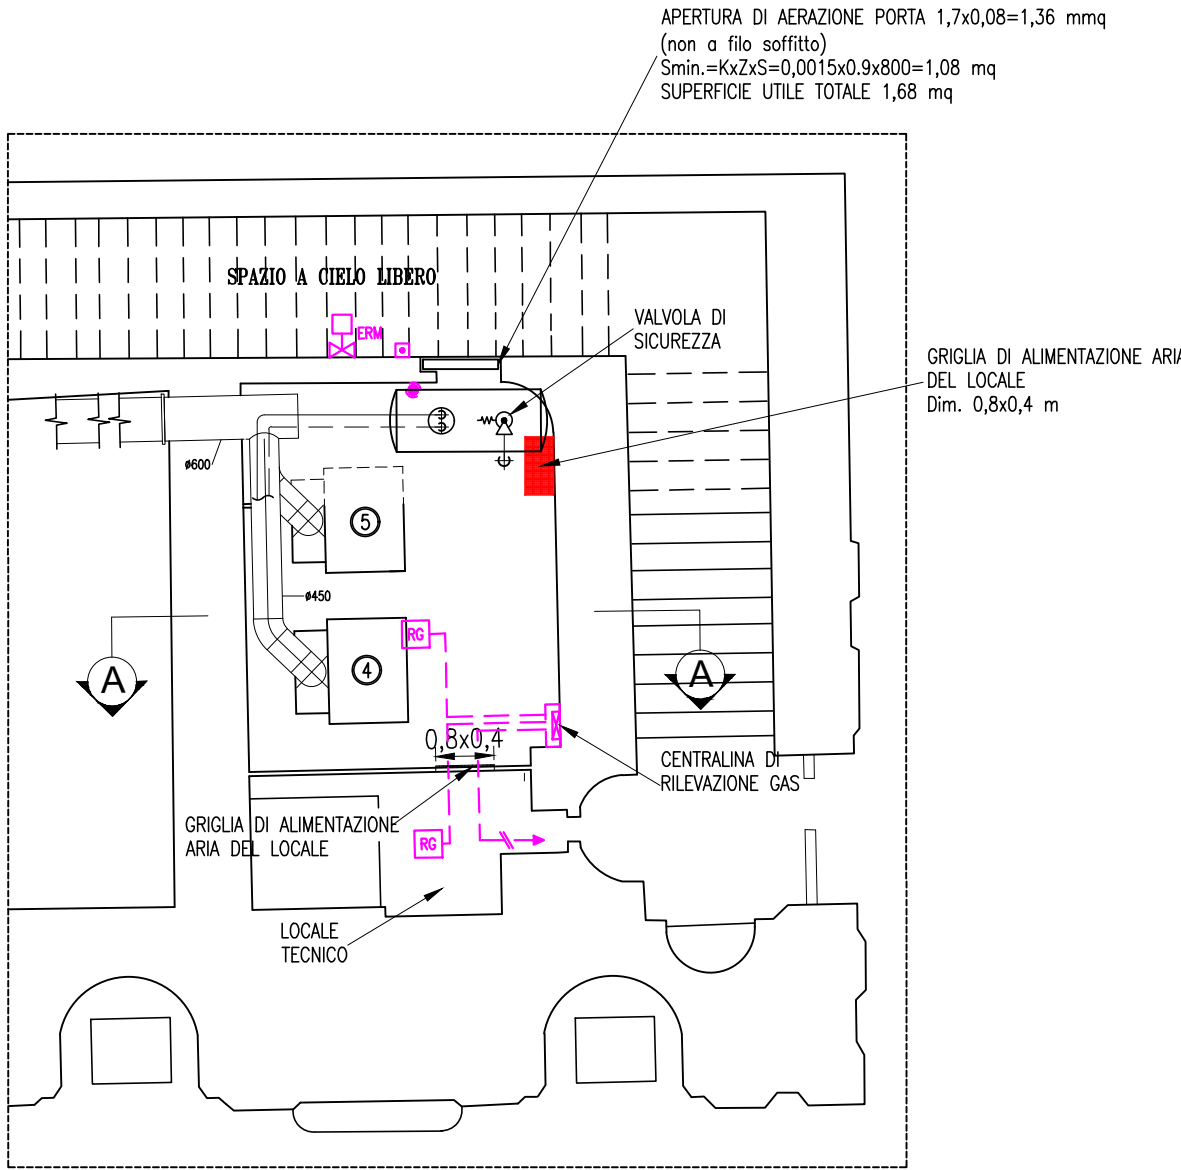 APERTURA DI AERAZIONE PORTA 1,7x0,08=1,36 mmq
(non a filo soffitto)
Smin.=KxZxS=0,0015x0.9x800=1,08 mq
SUPERFICIE UTILE TOTALE 1,68 mq
SPAZIO A CIELO LIBERO
ERM
VALVOLA DI
SICUREZZA
GRIGLIA DI ALIMENTAZIONE ARIA
DEL LOCALE
Dim. 0,8x0,4 m
ø600
5
ø450
RG
4
A
A
0,8x0,4
CENTRALINA DI
RILEVAZIONE GAS
GRIGLIA DI ALIMENTAZIONE
ARIA DEL LOCALE
RG
LOCALE
TECNICO